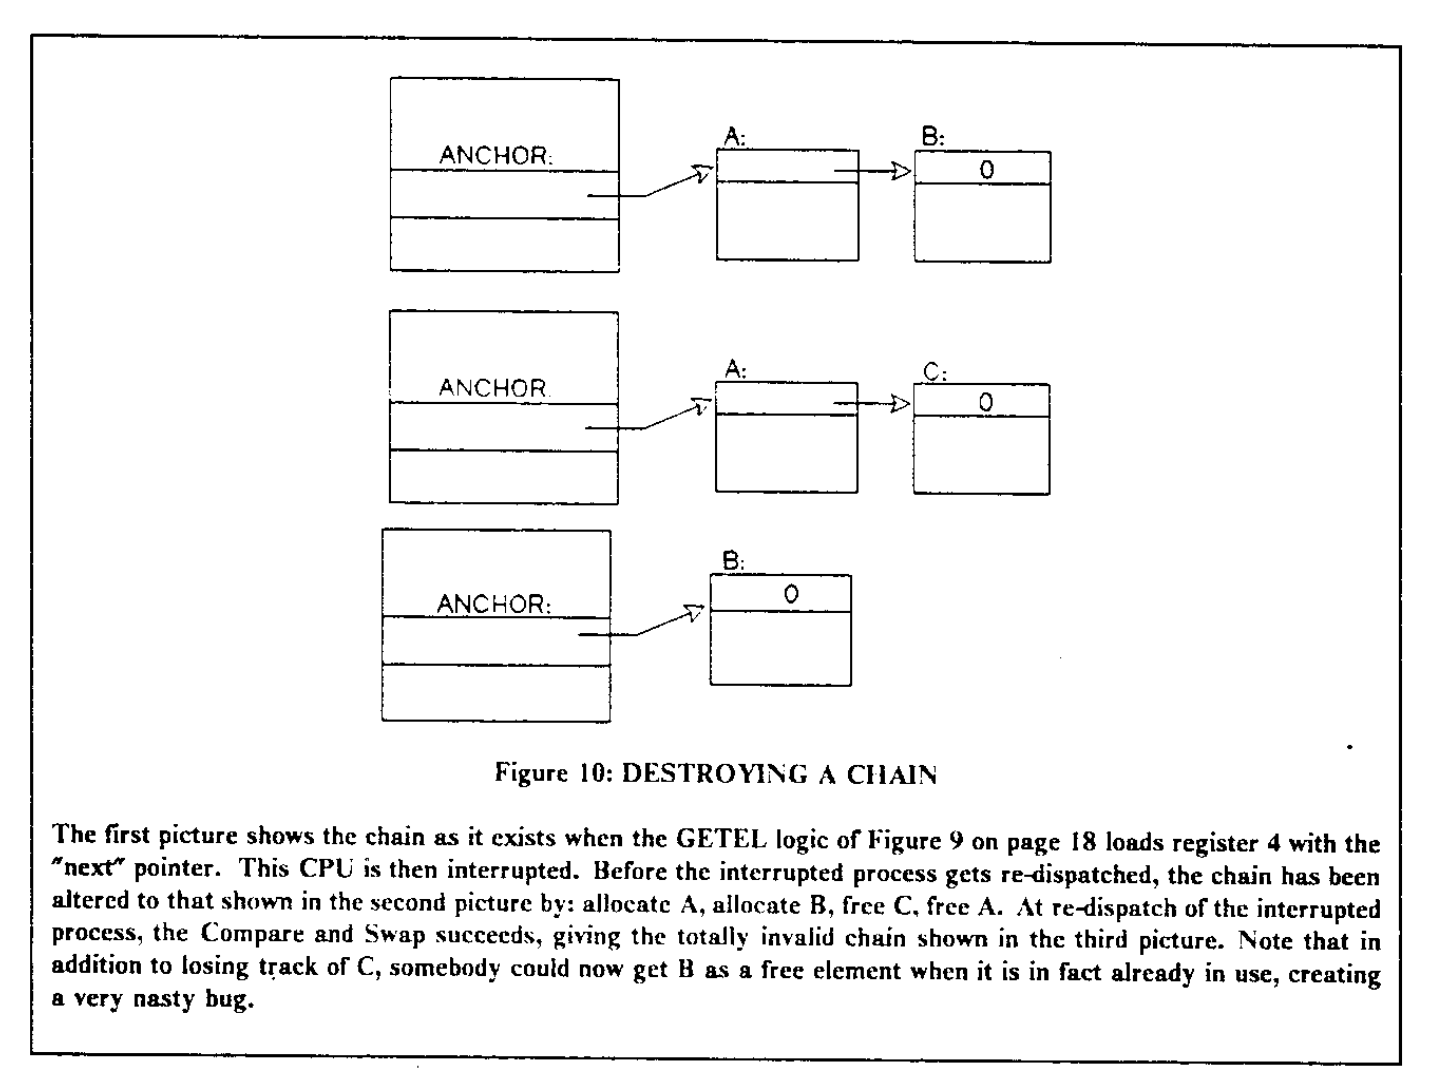 A: B:
ANCHOR: 0
A: C:
ANCHOR. 0
B:
ANCHOR: 0
Figure 10: DESTROYING A CHAIN
The first picture shows the chain as it exists when the GETEL logic of Figure 9 on page 18 loads register 4 with the
"next" pointer. This CPU is then interrupted. Before the interrupted process gets re-dispatched, the chain has been
altered to that shown in the second picture by: allocate A, allocate B, free C, free A. At re-dispatch of the interrupted
process, the Compare and Swap succeeds, giving the totally invalid chain shown in the third picture. Note that in
addition to losing track of C, somebody could now get B as a free element when it is in fact already in use, creating
a very nasty bug.